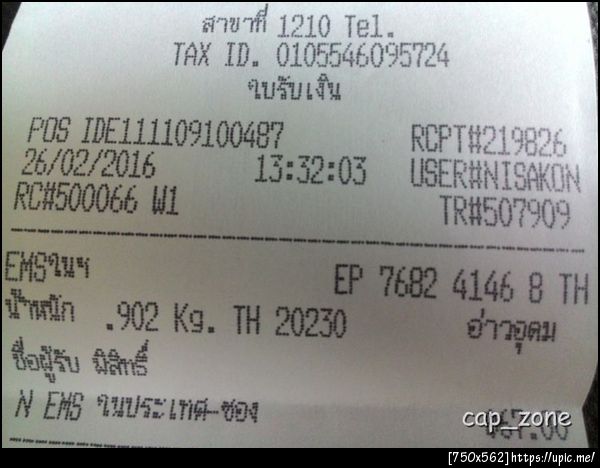 สาขาที่ 1210 Tel.
TAX ID. 0105546095724
ใบรับเงิน
POS IDE111109100487 RCPT#219826
26/02/2016 13:32:03 USER#NISAKON
RC#500066 W1 TR#507909
EMSในฯ EP 7682 4146 8 TH
น้ำหนัก .902 Kg. TH 20230 อ่าวอุดม
ชื่อผู้รับ พิสิทธิ์
N EMS ในประเทศ-ซอง 67.00
cap_zone
[750x562]https://upic.me/